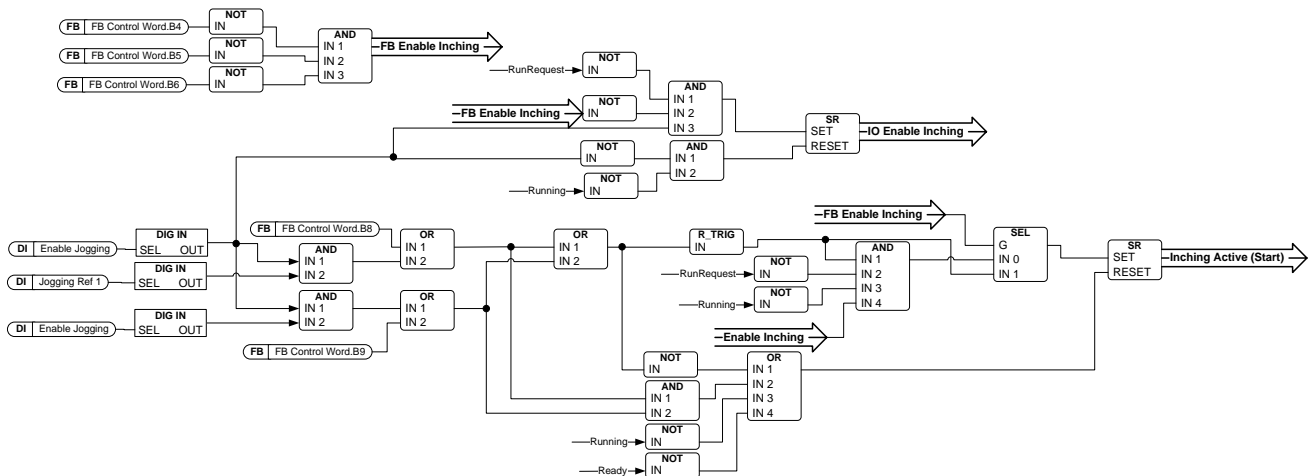 NOT
FB FB Control Word.B4 IN
AND
NOT IN 1 FB Enable Inching
FB FB Control Word.B5 IN IN 2
IN 3
NOT
FB FB Control Word.B6 IN
NOT
RunRequest IN
AND
NOT IN 1
FB Enable Inching IN IN 2
IN 3
SR
SET IO Enable Inching
RESET
NOT AND
IN IN 1
IN 2
NOT
Running IN
FB Enable Inching
DIG IN
DI Enable Jogging SEL OUT
FB FB Control Word.B8
OR
IN 1
IN 2
AND
IN 1
IN 2
OR
IN 1
IN 2
R_TRIG
IN
SEL
G
IN 0
IN 1
SR
SET
RESET
Inching Active (Start)
AND
IN 1
IN 2
IN 3
IN 4
NOT
RunRequest IN
NOT
Running IN
DIG IN
DI Jogging Ref 1 SEL OUT
AND
IN 1
IN 2
OR
IN 1
IN 2
DIG IN
DI Enable Jogging SEL OUT
FB FB Control Word.B9
Enable Inching
NOT
IN
OR
IN 1
IN 2
IN 3
IN 4
AND
IN 1
IN 2
NOT
Running IN
NOT
Ready IN